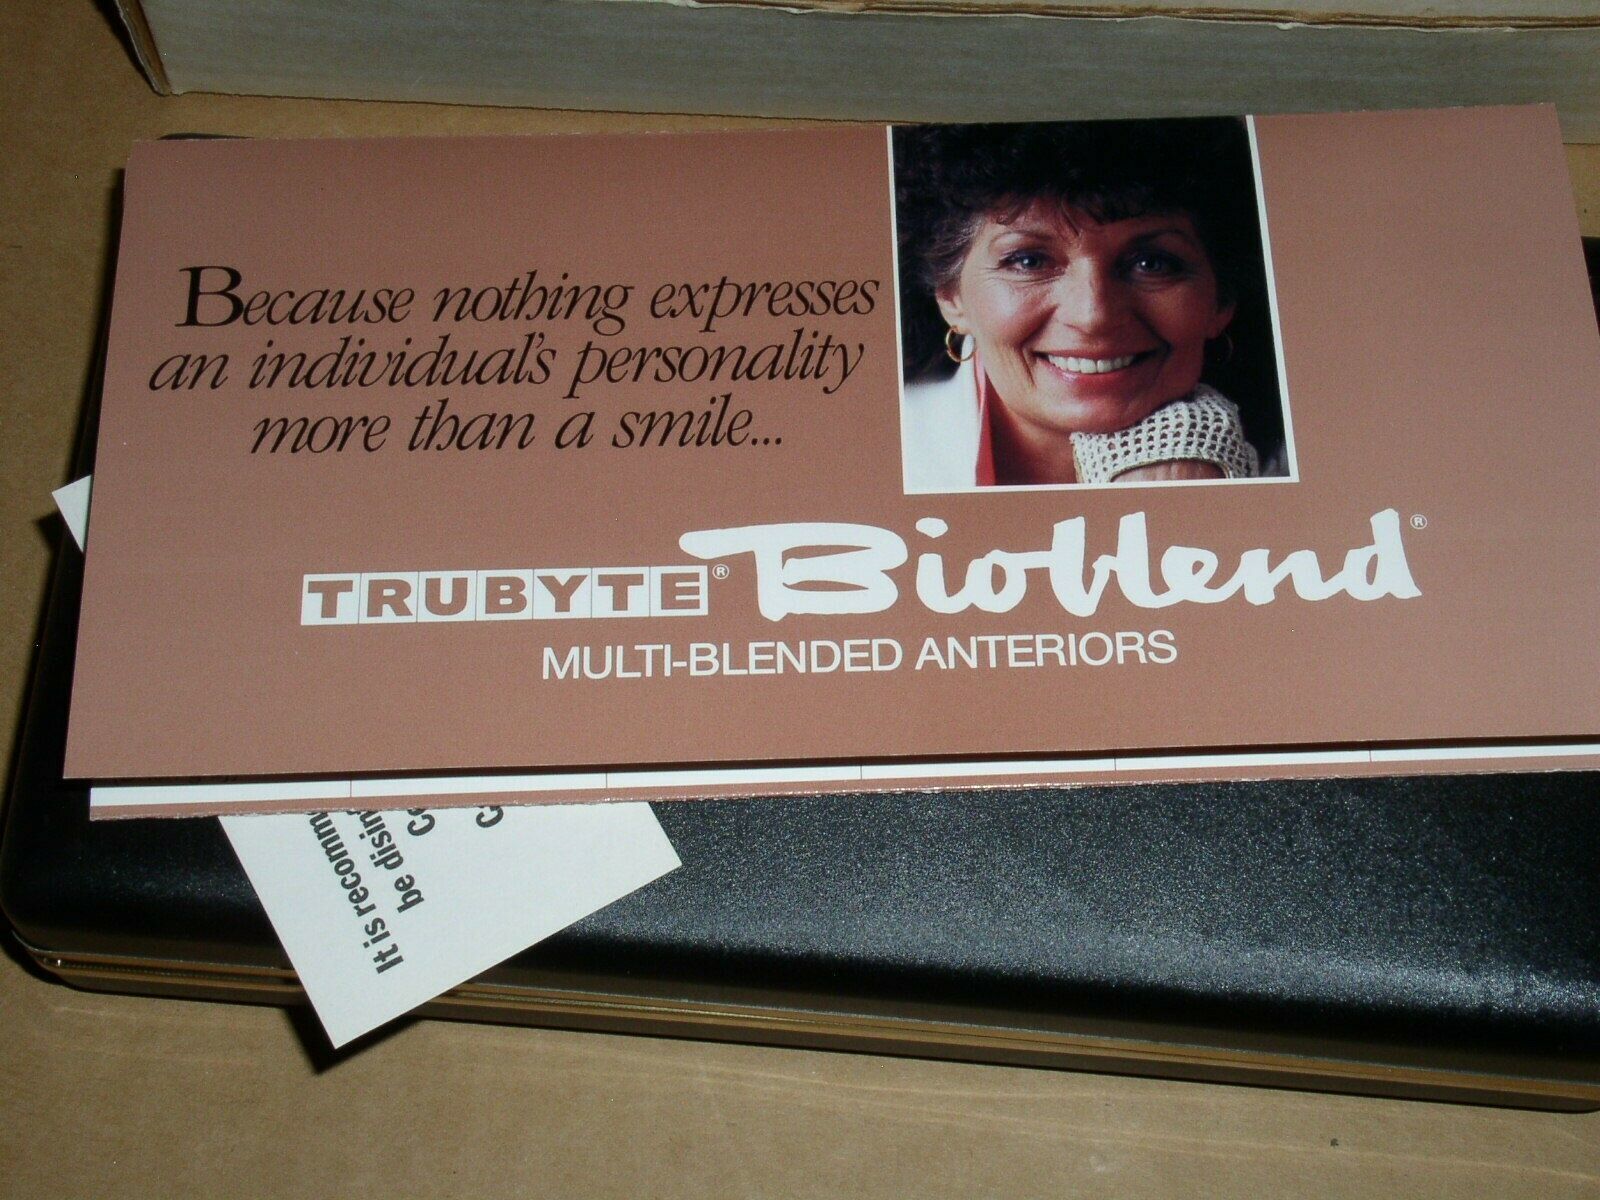 Because nothing expresses
an individual's personality
more than a smile...
TRUBYTE® Bioblend®
MULTI-BLENDED ANTERIORS
It is recomm
be disin
Co
C